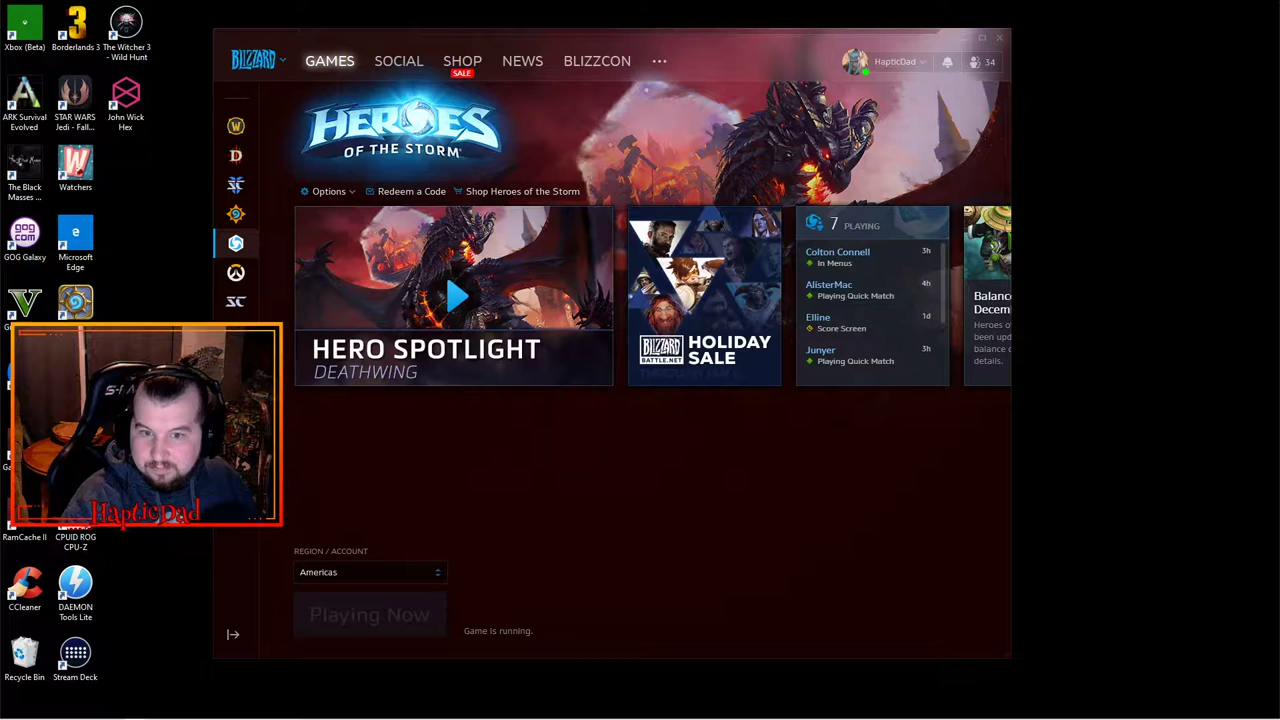 Xbox (Beta)
Borderlands 3
The Witcher 3
- Wild Hunt
ARK Survival
Evolved
STAR WARS
Jedi - Fall...
John Wick
Hex
The Black
Masses ...
Watchers
GOG Galaxy
Microsoft
Edge
RamCache II
CPUID ROG
CPU-Z
CCleaner
DAEMON
Tools Lite
Recycle Bin
Stream Deck
HapticDad
BLIZZARD
GAMES
SOCIAL
SHOP
SALE
NEWS
BLIZZCON
HapticDad
34
HEROES
OF THE STORM
Options
Redeem a Code
Shop Heroes of the Storm
HERO SPOTLIGHT
DEATHWING
BLIZZARD
BATTLE.NET
HOLIDAY
SALE
7 PLAYING
Colton Connell 3h
In Menus
AlisterMac 4h
Playing Quick Match
Elline 1d
Score Screen
Junyer 3h
Playing Quick Match
Balanc
Decem
Heroes o
been upd
balance c
details.
REGION / ACCOUNT
Americas
Playing Now
Game is running.